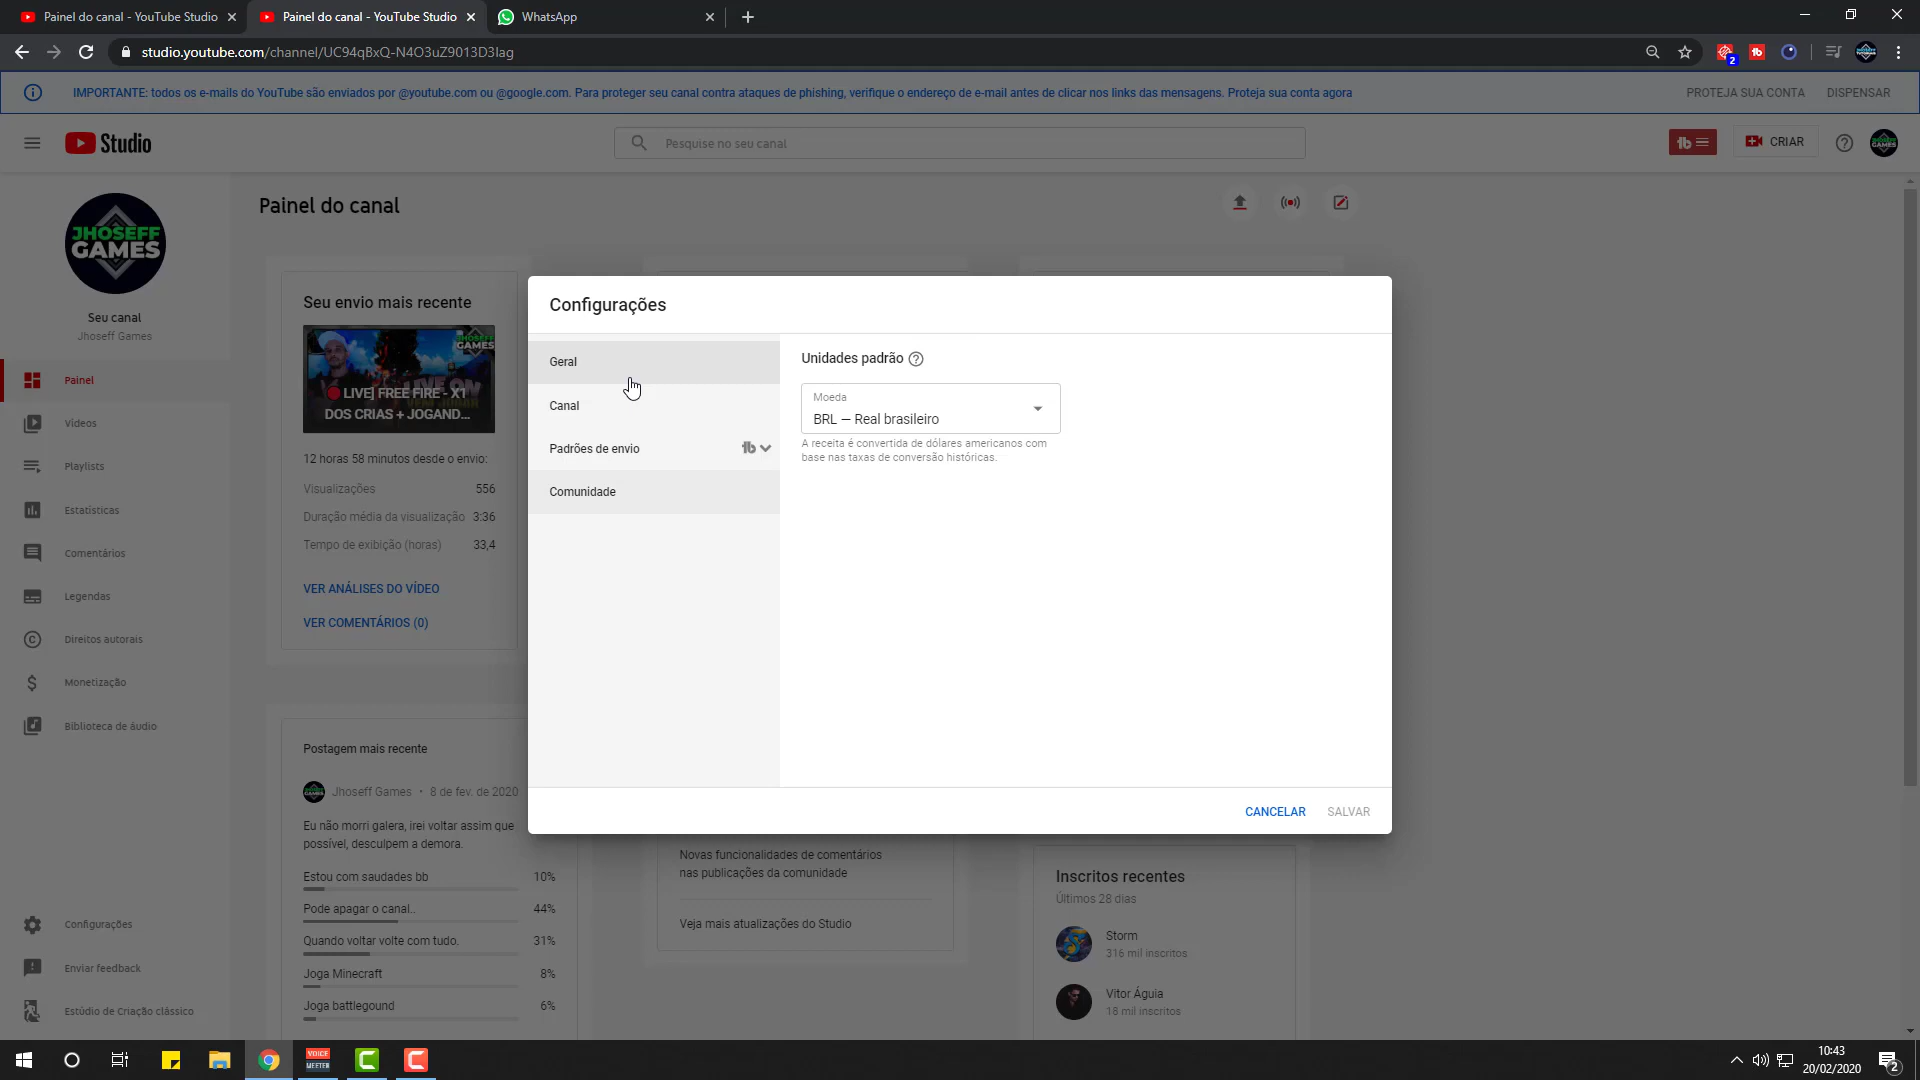 Painel do canal - YouTube Studio
Painel do canal - YouTube Studio
WhatsApp
studio.youtube.com/channel/UC94qBxQ-N4O3uZ9013D3lag
2
IMPORTANTE: todos os e-mails do YouTube são enviados por @youtube.com ou @google.com. Para proteger seu canal contra ataques de phishing, verifique o endereço de e-mail antes de clicar nos links das mensagens. Proteja sua conta agora
PROTEJA SUA CONTA
DISPENSAR
Studio
Pesquise no seu canal
CRIAR
Painel do canal
JHOSEFF
GAMES
Seu canal
Jhoseff Games
Painel
Vídeos
Playlists
Estatísticas
Comentários
Legendas
Direitos autorais
Monetização
Biblioteca de áudio
Configurações
Enviar feedback
Estúdio de Criação clássico
Seu envio mais recente
JHOSEFF
GAMES
LIVE] FREE FIRE - X1
DOS CRIAS + JOGAND...
12 horas 58 minutos desde o envio:
Visualizações 556
Duração média da visualização 3:36
Tempo de exibição (horas) 33,4
VER ANÁLISES DO VÍDEO
VER COMENTÁRIOS (0)
Postagem mais recente
Jhoseff Games • 8 de fev. de 2020
Eu não morri galera, irei voltar assim que
possível, desculpem a demora.
Estou com saudades bb 10%
Pode apagar o canal.. 44%
Quando voltar volte com tudo. 31%
Joga Minecraft 8%
Joga battlegound 6%
Configurações
Geral
Canal
Padrões de envio
Comunidade
Unidades padrão
Moeda
BRL — Real brasileiro
A receita é convertida de dólares americanos com
base nas taxas de conversão históricas.
CANCELAR
SALVAR
Novas funcionalidades de comentários
nas publicações da comunidade
Veja mais atualizações do Studio
Inscritos recentes
Últimos 28 dias
Storm
316 mil inscritos
Vitor Águia
18 mil inscritos
VOICE
MEETER
10:43
20/02/2020
2